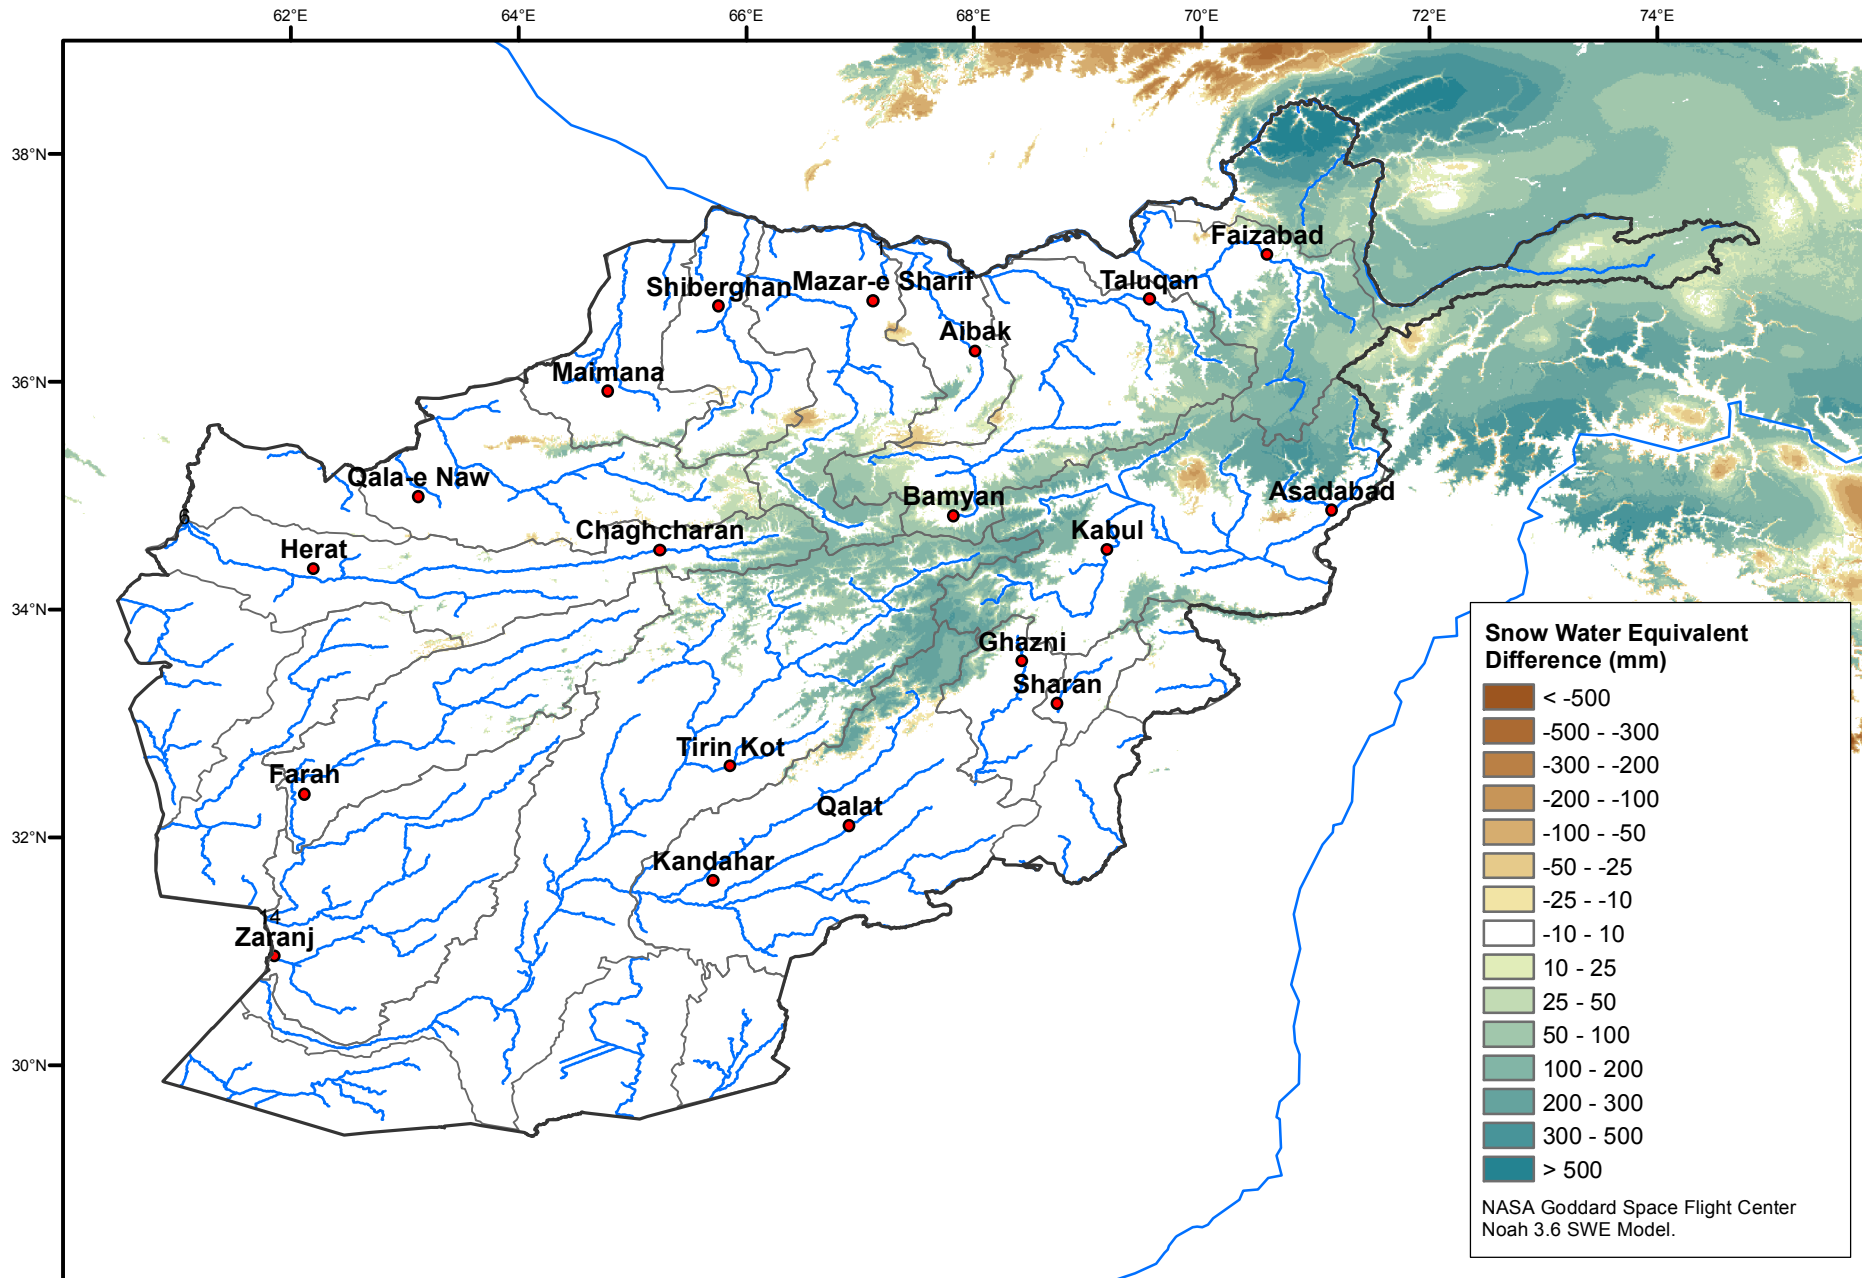 62°E 64°E 66°E 68°E 70°E 72°E 74°E
38°N
Faizabad
Shiberghan Mazar-e Sharif Taluqan
1
Aibak
36°N
Maimana
Qala-e Naw Bamyan Asadabad
6
Chaghcharan Kabul
Herat
34°N
Ghazni
Sharan
Tirin Kot
Farah
Qalat
32°N
Kandahar
14
Zaranj
30°N
Snow Water Equivalent
Difference (mm)
< -500
-500 - -300
-300 - -200
-200 - -100
-100 - -50
-50 - -25
-25 - -10
-10 - 10
10 - 25
25 - 50
50 - 100
100 - 200
200 - 300
300 - 500
> 500
NASA Goddard Space Flight Center
Noah 3.6 SWE Model.